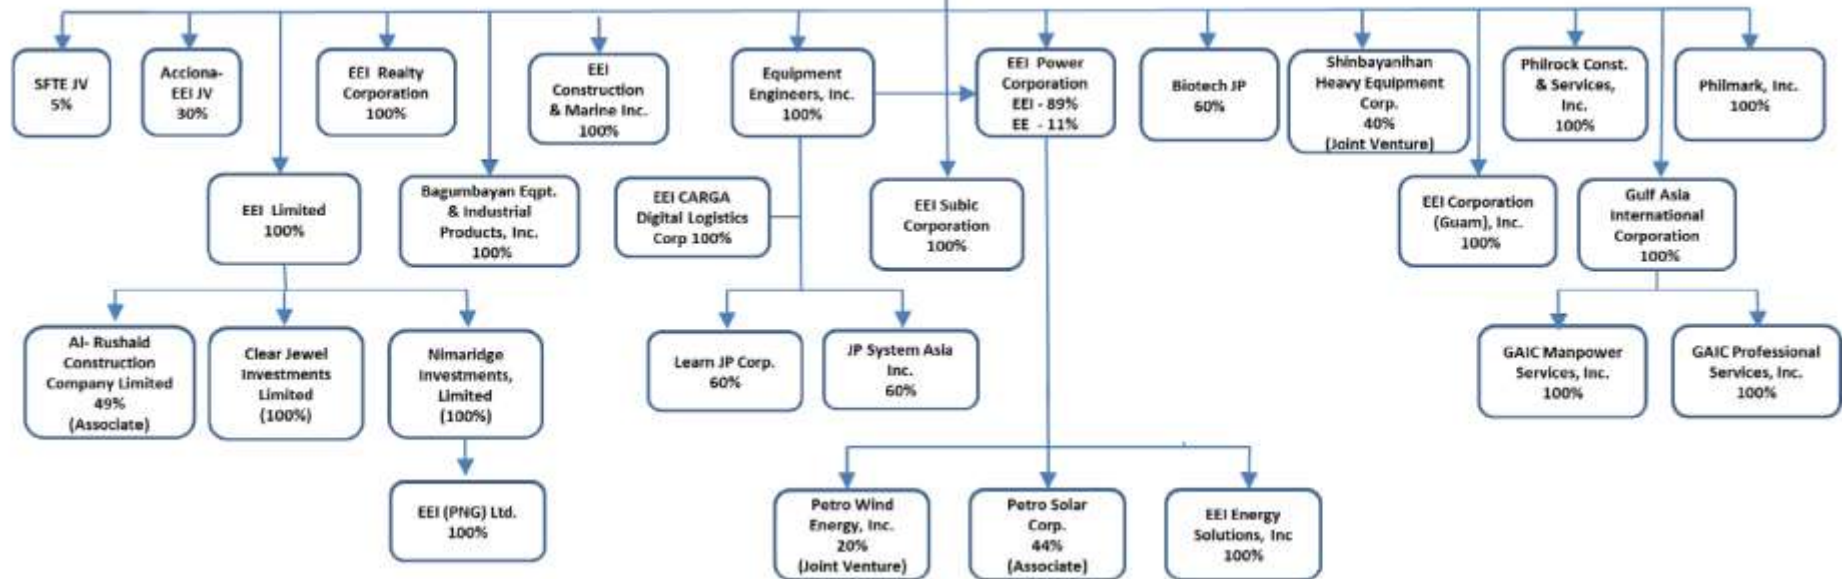 SFTE JV
5%
Acciona-
EEI JV
30%
EEI Realty
Corporation
100%
EEI
Construction
& Marine Inc.
100%
Equipment
Engineers, Inc.
100%
EEI Power
Corporation
EEI - 89%
EE - 11%
Biotech JP
60%
Shinbayanihan
Heavy Equipment
Corp.
40%
(Joint Venture)
Philrock Const.
& Services,
Inc.
100%
Philmark, Inc.
100%
EEI Limited
100%
Bagumbayan Eqpt.
& Industrial
Products, Inc.
100%
EEI CARGA
Digital Logistics
Corp 100%
EEI Subic
Corporation
100%
EEI Corporation
(Guam), Inc.
100%
Gulf Asia
International
Corporation
100%
Al- Rushaid
Construction
Company Limited
49%
(Associate)
Clear Jewel
Investments
Limited
(100%)
Nimaridge
Investments,
Limited
(100%)
Learn JP Corp.
60%
JP System Asia
Inc.
60%
GAIC Manpower
Services, Inc.
100%
GAIC Professional
Services, Inc.
100%
EEI (PNG) Ltd.
100%
Petro Wind
Energy, Inc.
20%
(Joint Venture)
Petro Solar
Corp.
44%
(Associate)
EEI Energy
Solutions, Inc
100%